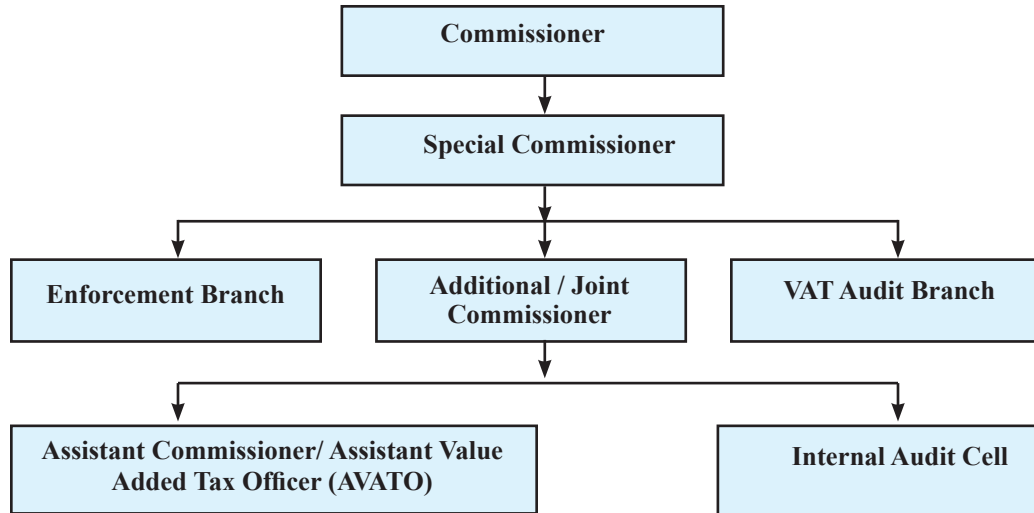 Commissioner
Special Commissioner
Enforcement Branch
Additional / Joint
Commissioner
VAT Audit Branch
Assistant Commissioner/ Assistant Value
Added Tax Officer (AVATO)
Internal Audit Cell